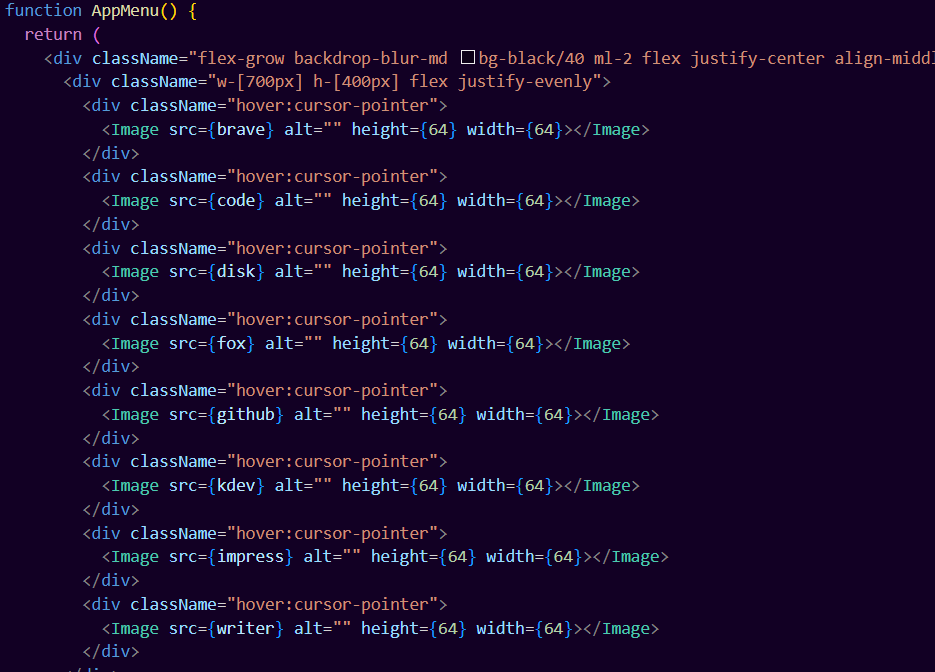 function AppMenu() {
return (
<div className="flex-grow backdrop-blur-md bg-black/40 ml-2 flex justify-center align-middl
<div className="w-[700px] h-[400px] flex justify-evenly">
<div className="hover:cursor-pointer">
<Image src={brave} alt="" height={64} width={64}></Image>
</div>
<div className="hover:cursor-pointer">
<Image src={code} alt="" height={64} width={64}></Image>
</div>
<div className="hover:cursor-pointer">
<Image src={disk} alt="" height={64} width={64}></Image>
</div>
<div className="hover:cursor-pointer">
<Image src={fox} alt="" height={64} width={64}></Image>
</div>
<div className="hover:cursor-pointer">
<Image src={github} alt="" height={64} width={64}></Image>
</div>
<div className="hover:cursor-pointer">
<Image src={kdev} alt="" height={64} width={64}></Image>
</div>
<div className="hover:cursor-pointer">
<Image src={impress} alt="" height={64} width={64}></Image>
</div>
<div className="hover:cursor-pointer">
<Image src={writer} alt="" height={64} width={64}></Image>
</div>